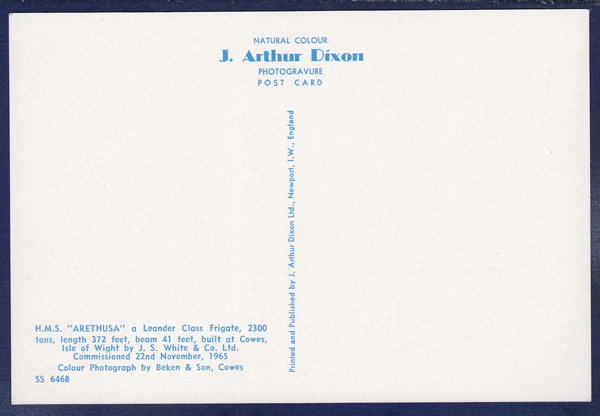 NATURAL COLOUR
J. Arthur Dixon
PHOTOGRAVURE
POST CARD
Printed and Published by J. Arthur Dixon Ltd., Newport, I.W., England
H.M.S. "ARETHUSA" a Leander Class Frigate, 2300
tons, length 372 feet, beam 41 feet, built at Cowes,
Isle of Wight by J. S. White & Co. Ltd.
Commissioned 22nd November, 1965
Colour Photograph by Beken & Son, Cowes
SS 6468